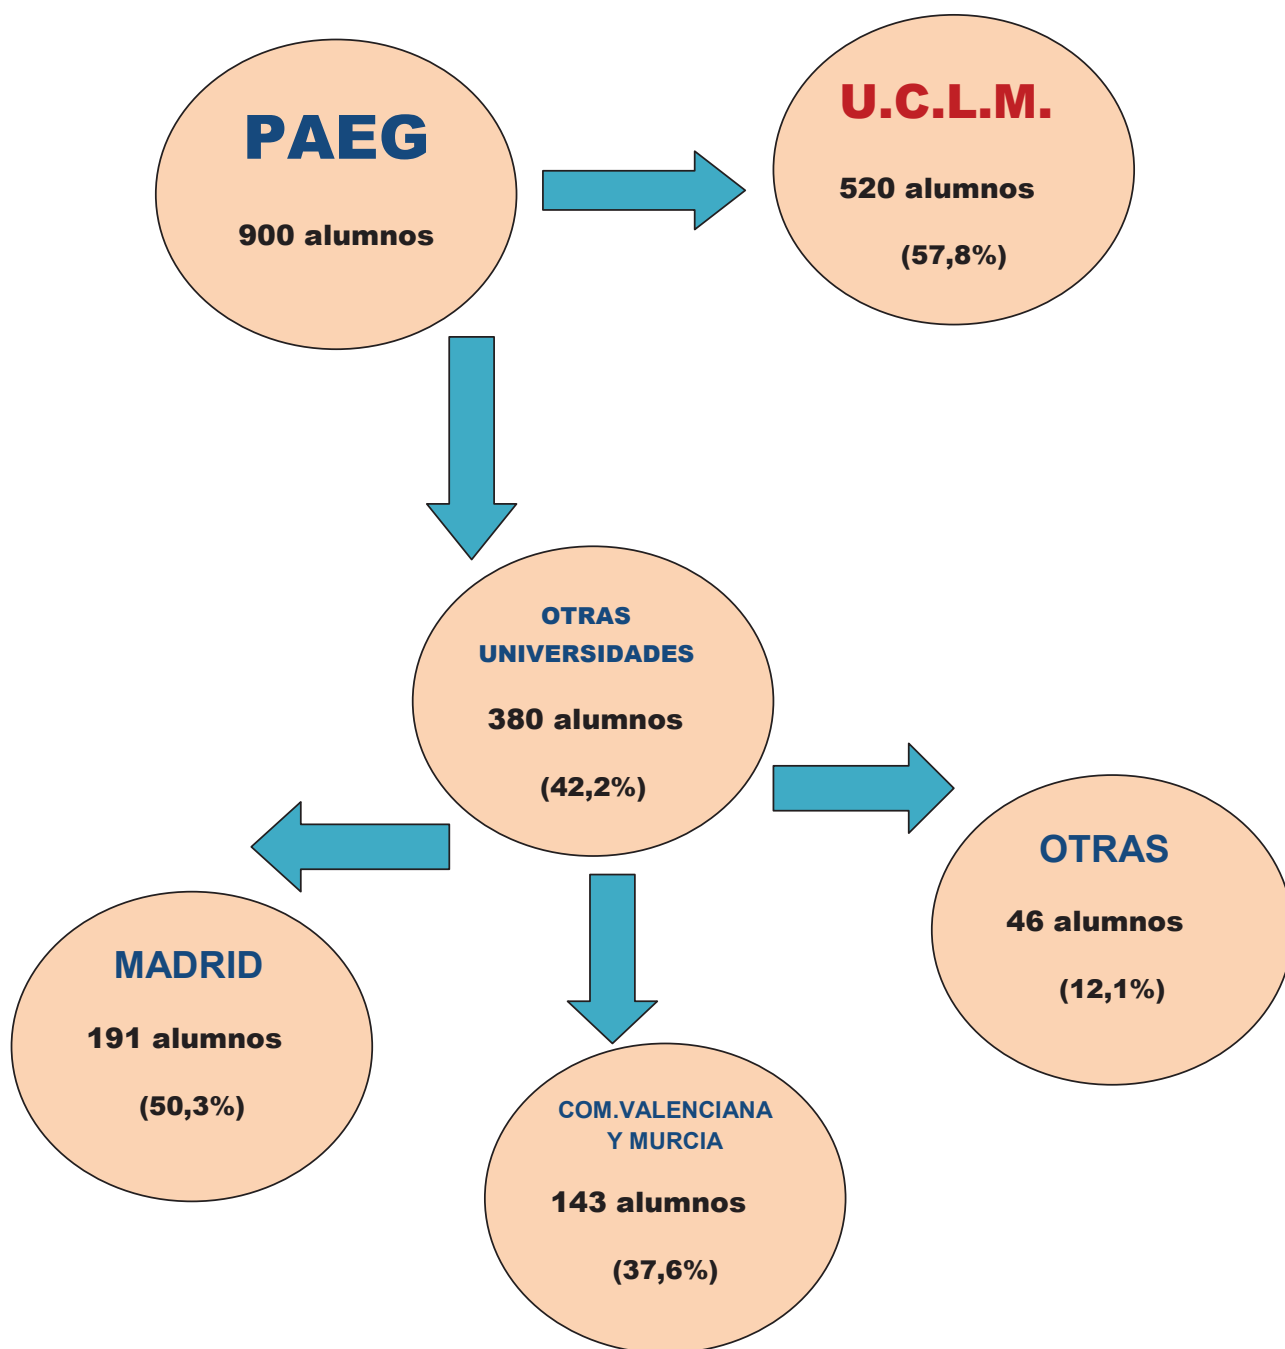 PAEG
900 alumnos
U.C.L.M.
520 alumnos
(57,8%)
OTRAS
UNIVERSIDADES
380 alumnos
(42,2%)
OTRAS
46 alumnos
(12,1%)
MADRID
191 alumnos
(50,3%)
COM.VALENCIANA
Y MURCIA
143 alumnos
(37,6%)